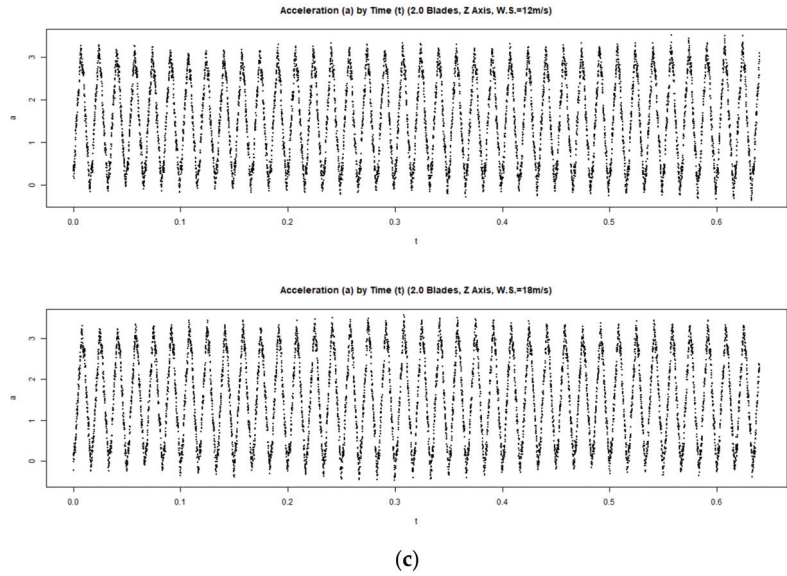 Acceleration (a) by Time (t) (2.0 Blades, Z Axis, W.S.=12m/s)
3
2
1
0
a
0.0 0.1 0.2 0.3 0.4 0.5 0.6
t
Acceleration (a) by Time (t) (2.0 Blades, Z Axis, W.S.=18m/s)
3
2
1
0
a
0.0 0.1 0.2 0.3 0.4 0.5 0.6
t
(c)